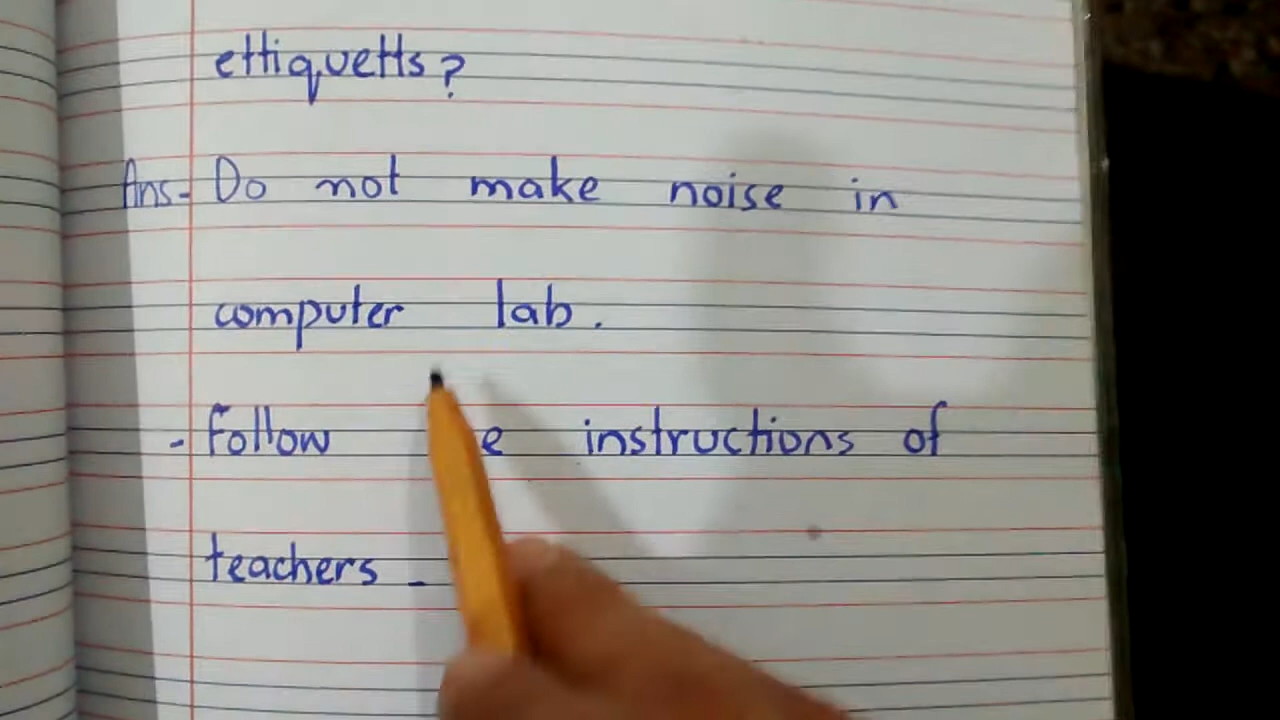 ettiquetts?
Ans- Do not make noise in
computer lab.
- Follow e instructions of
teachers -